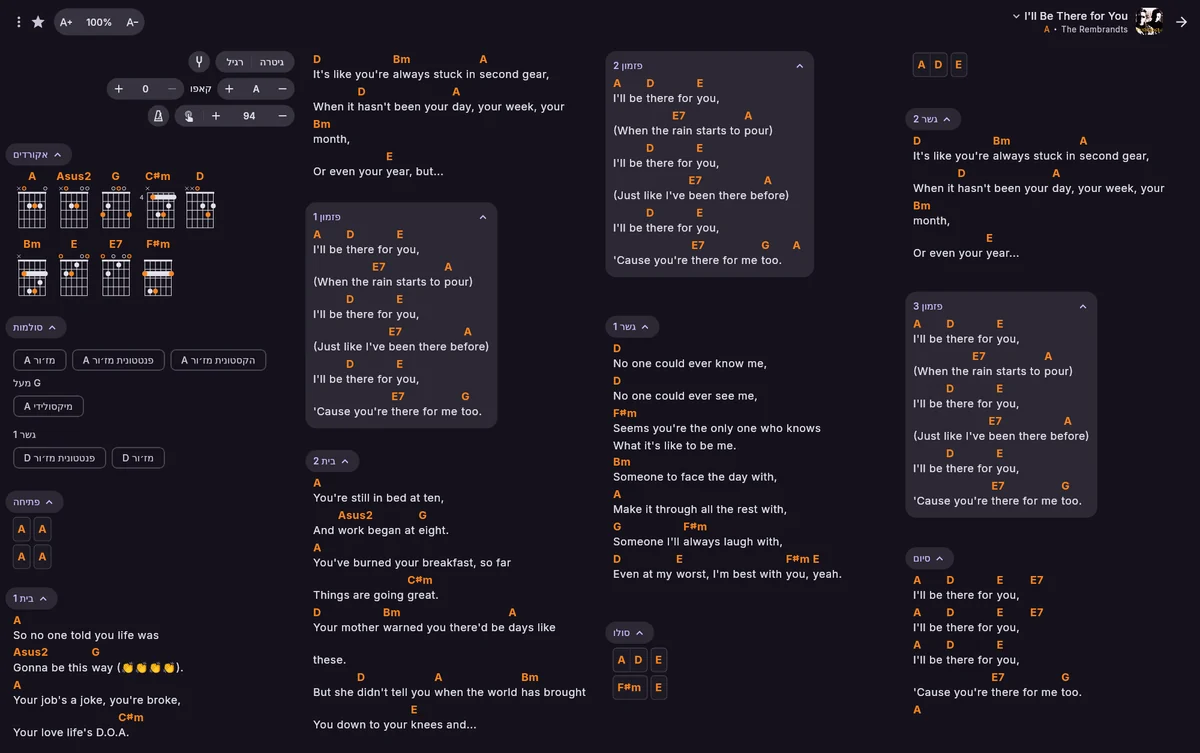 A+ 100% A−
I'll Be There for You
A • The Rembrandts
גיטרה רגיל
− A + קאפו − 0 +
− 94 +
אקורדים
A Asus2 G C#m D
4
Bm E E7 F#m
סולמות
A מז׳ור A פנטטונית מז׳ור A הקסטונית מז׳ור
מעל G
A מיקסולידי
גשר 1
D פנטטונית מז׳ור D מז׳ור
פתיחה
A A
A A
בית 1
A
So no one told you life was
Asus2 G
Gonna be this way (👏👏👏👏).
A
Your job's a joke, you're broke,
C#m
Your love life's D.O.A.
D Bm A
It's like you're always stuck in second gear,
D A
When it hasn't been your day, your week, your
Bm
month,
E
Or even your year, but...
פזמון 1
A D E
I'll be there for you,
E7 A
(When the rain starts to pour)
D E
I'll be there for you,
E7 A
(Just like I've been there before)
D E
I'll be there for you,
E7 G
'Cause you're there for me too.
בית 2
A
You're still in bed at ten,
Asus2 G
And work began at eight.
A
You've burned your breakfast, so far
C#m
Things are going great.
D Bm A
Your mother warned you there'd be days like
these.
D A Bm
But she didn't tell you when the world has brought
E
You down to your knees and...
פזמון 2
A D E
I'll be there for you,
E7 A
(When the rain starts to pour)
D E
I'll be there for you,
E7 A
(Just like I've been there before)
D E
I'll be there for you,
E7 G A
'Cause you're there for me too.
גשר 1
D
No one could ever know me,
D
No one could ever see me,
F#m
Seems you're the only one who knows
What it's like to be me.
Bm
Someone to face the day with,
A
Make it through all the rest with,
G F#m
Someone I'll always laugh with,
D E F#m E
Even at my worst, I'm best with you, yeah.
סולו
A D E
F#m E
A D E
גשר 2
D Bm A
It's like you're always stuck in second gear,
D A
When it hasn't been your day, your week, your
Bm
month,
E
Or even your year...
פזמון 3
A D E
I'll be there for you,
E7 A
(When the rain starts to pour)
D E
I'll be there for you,
E7 A
(Just like I've been there before)
D E
I'll be there for you,
E7 G
'Cause you're there for me too.
סיום
A D E E7
I'll be there for you,
A D E E7
I'll be there for you,
A D E
I'll be there for you,
E7 G
'Cause you're there for me too.
A